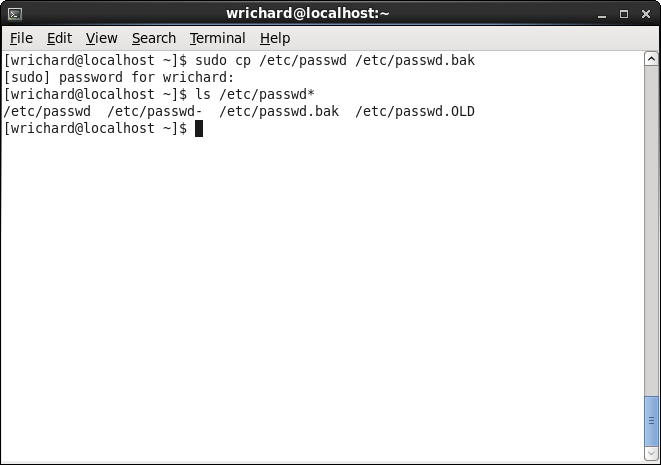 wrichard@localhost:~
File Edit View Search Terminal Help
[wrichard@localhost ~]$ sudo cp /etc/passwd /etc/passwd.bak
[sudo] password for wrichard:
[wrichard@localhost ~]$ ls /etc/passwd*
/etc/passwd  /etc/passwd-  /etc/passwd.bak  /etc/passwd.OLD
[wrichard@localhost ~]$